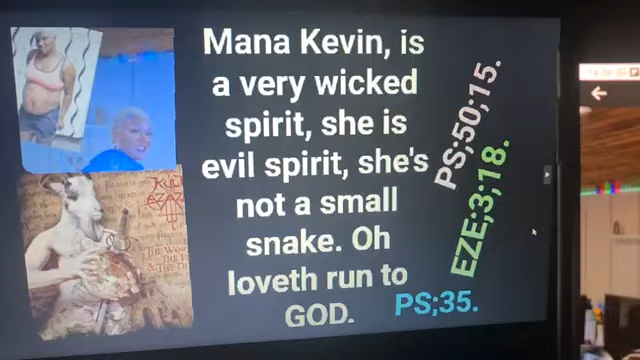 Mana Kevin, is
a very wicked
spirit, she is
evil spirit, she's
not a small
snake. Oh
loveth run to
GOD.
PS;50;15.
EZE;3;18.
PS;35.